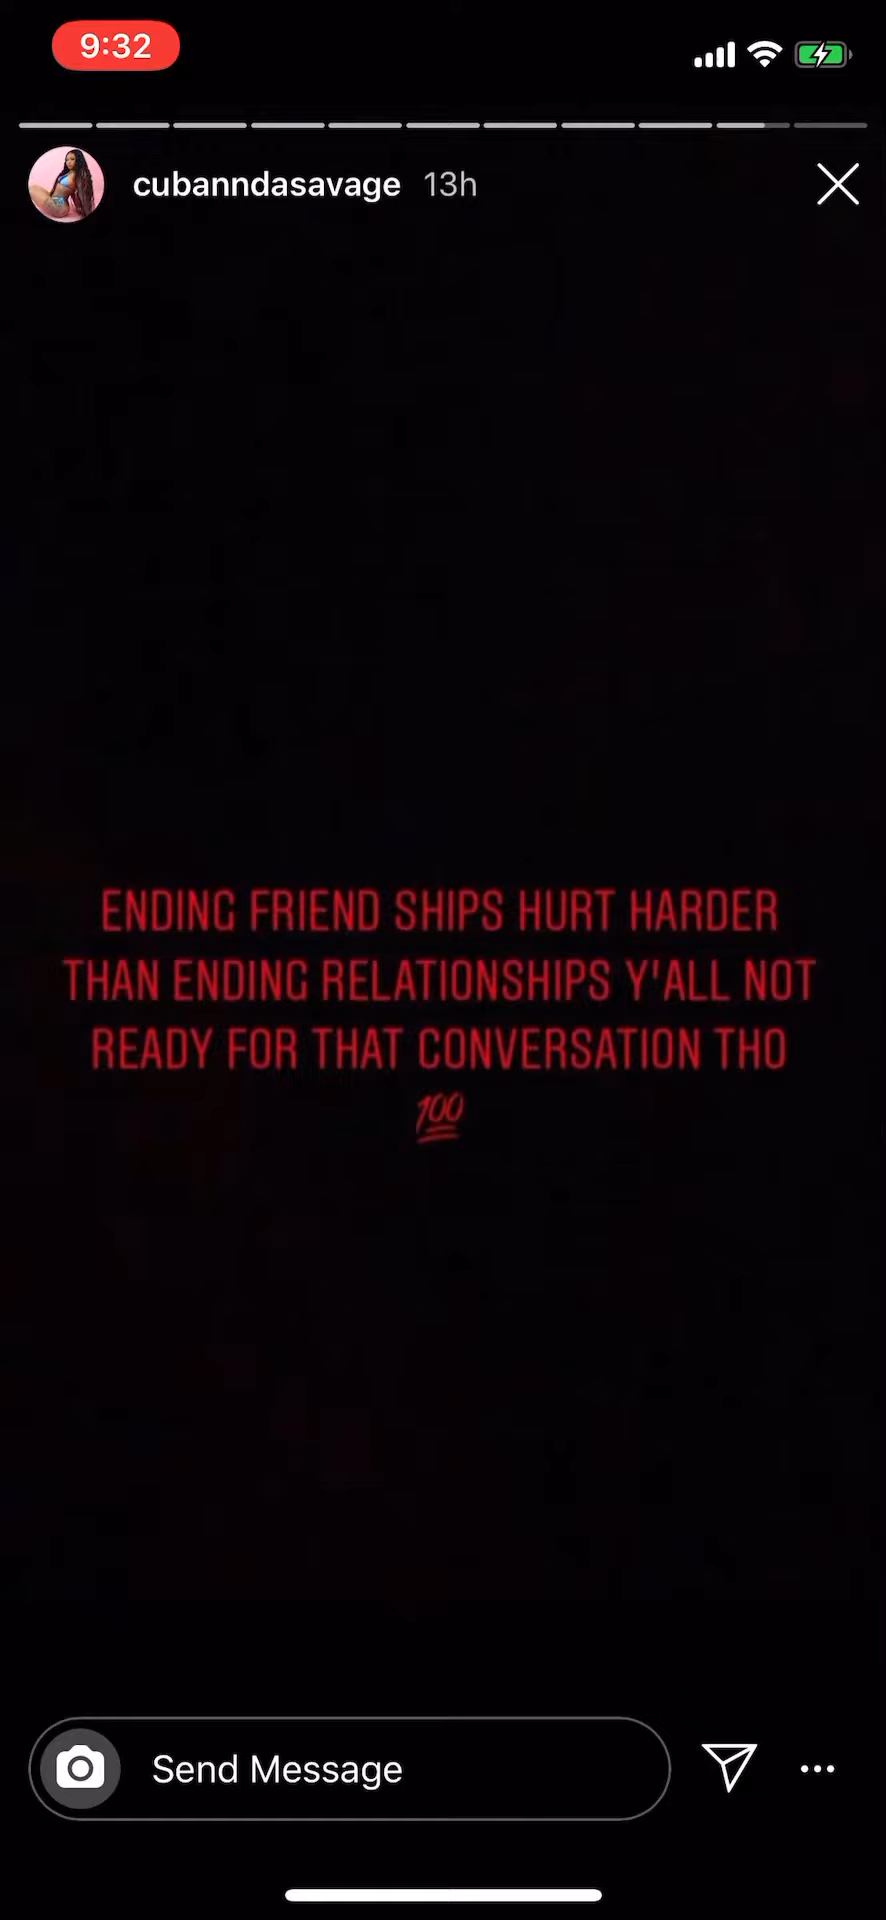 9:32
cubanndasavage 13h
ENDING FRIEND SHIPS HURT HARDER
THAN ENDING RELATIONSHIPS Y'ALL NOT
READY FOR THAT CONVERSATION THO
💯
Send Message